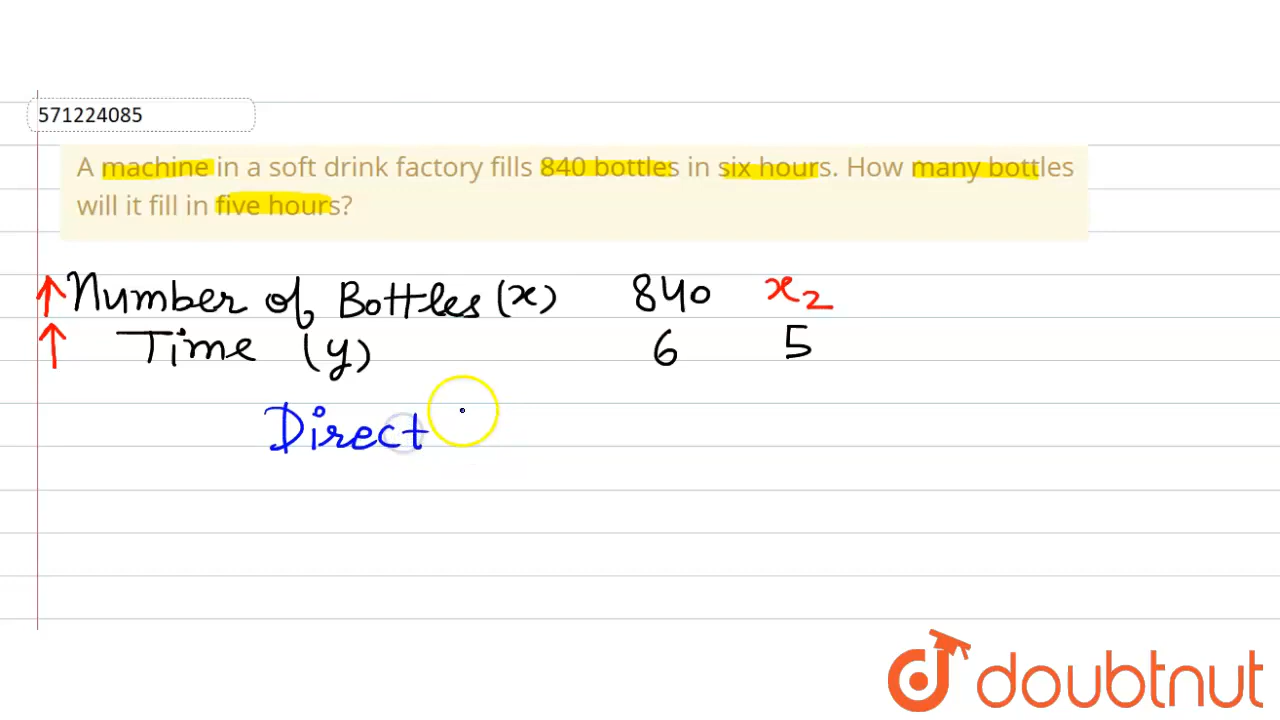 571224085
A machine in a soft drink factory fills 840 bottles in six hours. How many bottles
will it fill in five hours?
↑ Number of Bottles (x) 840 x₂
↑ Time (y) 6 5
Direct
doubtnut